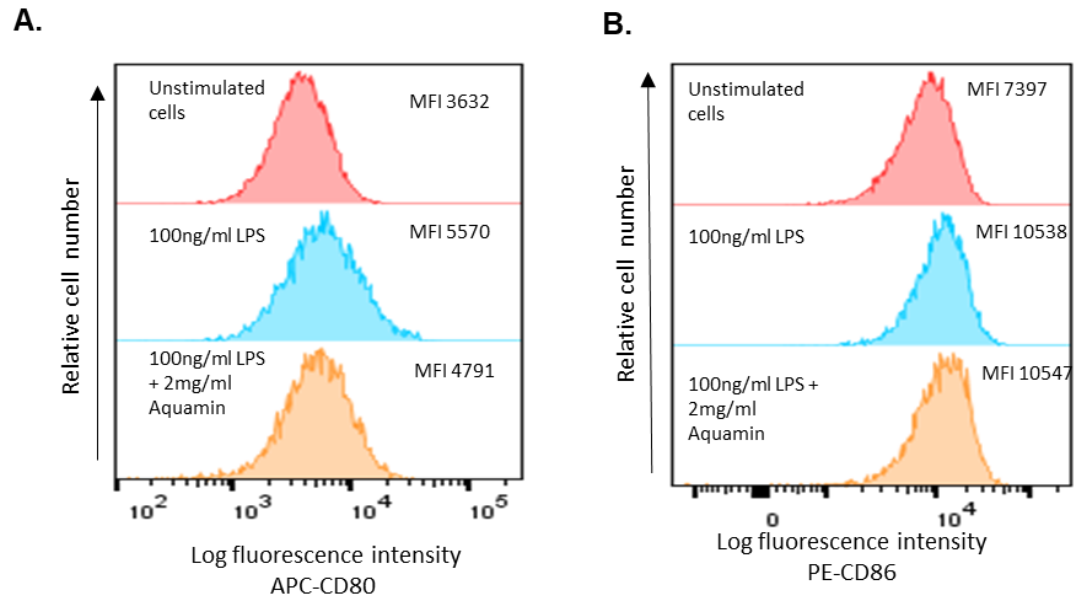 A.
Unstimulated
cells
MFI 3632
100ng/ml LPS
MFI 5570
100ng/ml LPS
+ 2mg/ml
Aquamin
MFI 4791
Relative cell number
10²
10³
10⁴
10⁵
Log fluorescence intensity
APC-CD80
B.
Unstimulated
cells
MFI 7397
100ng/ml LPS
MFI 10538
100ng/ml LPS +
2mg/ml
Aquamin
MFI 10547
Relative cell number
0
10⁴
Log fluorescence intensity
PE-CD86